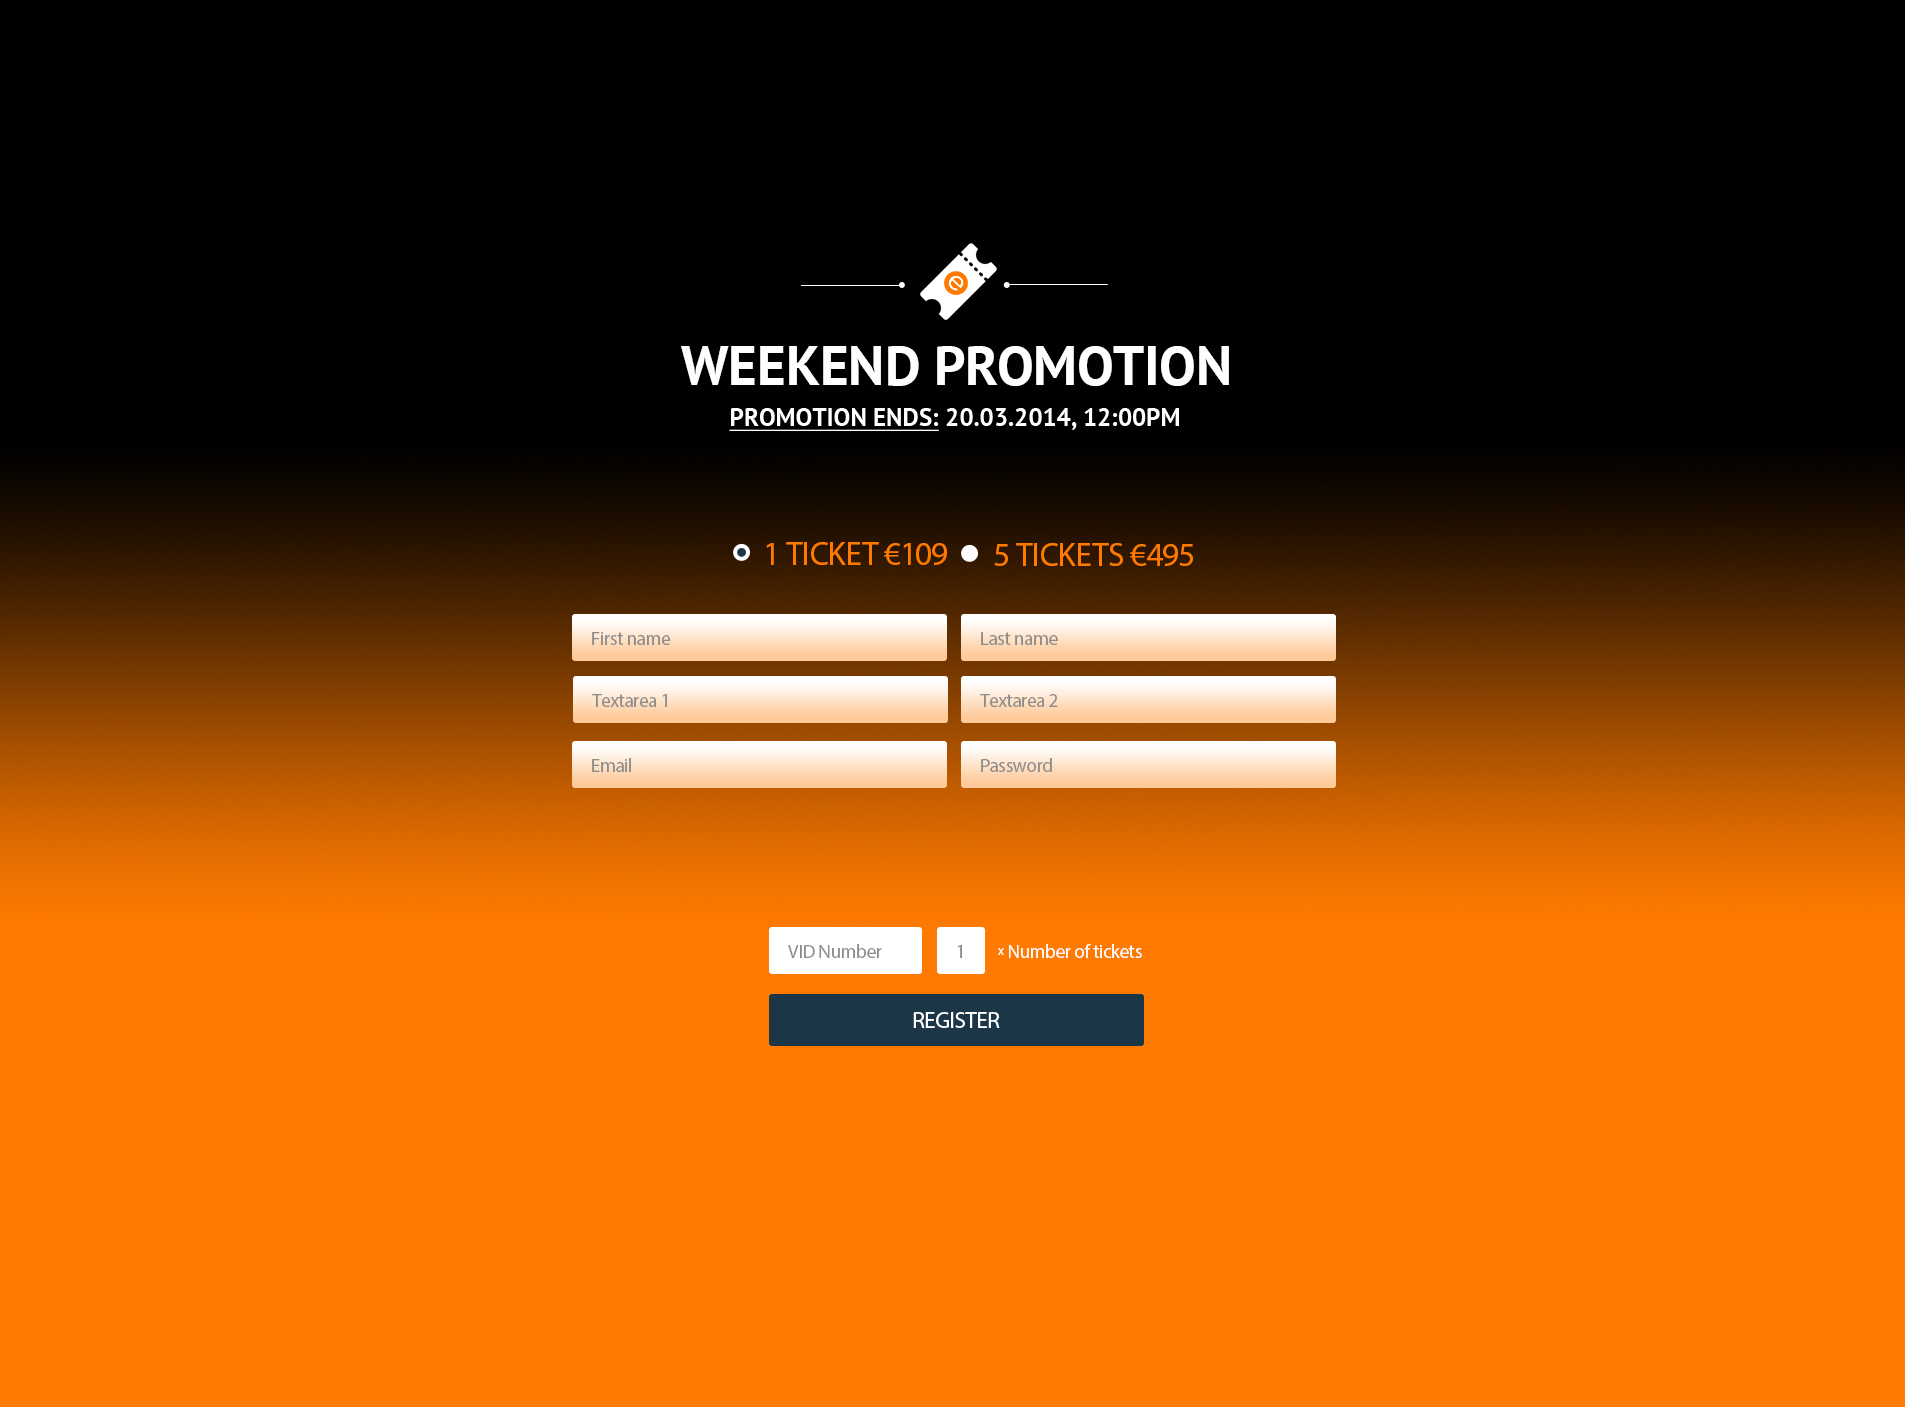 e
WEEKEND PROMOTION
PROMOTION ENDS: 20.03.2014, 12:00PM
1 TICKET €109 5 TICKETS €495
First name Last name
Textarea 1 Textarea 2
Email Password
VID Number 1 × Number of tickets
REGISTER